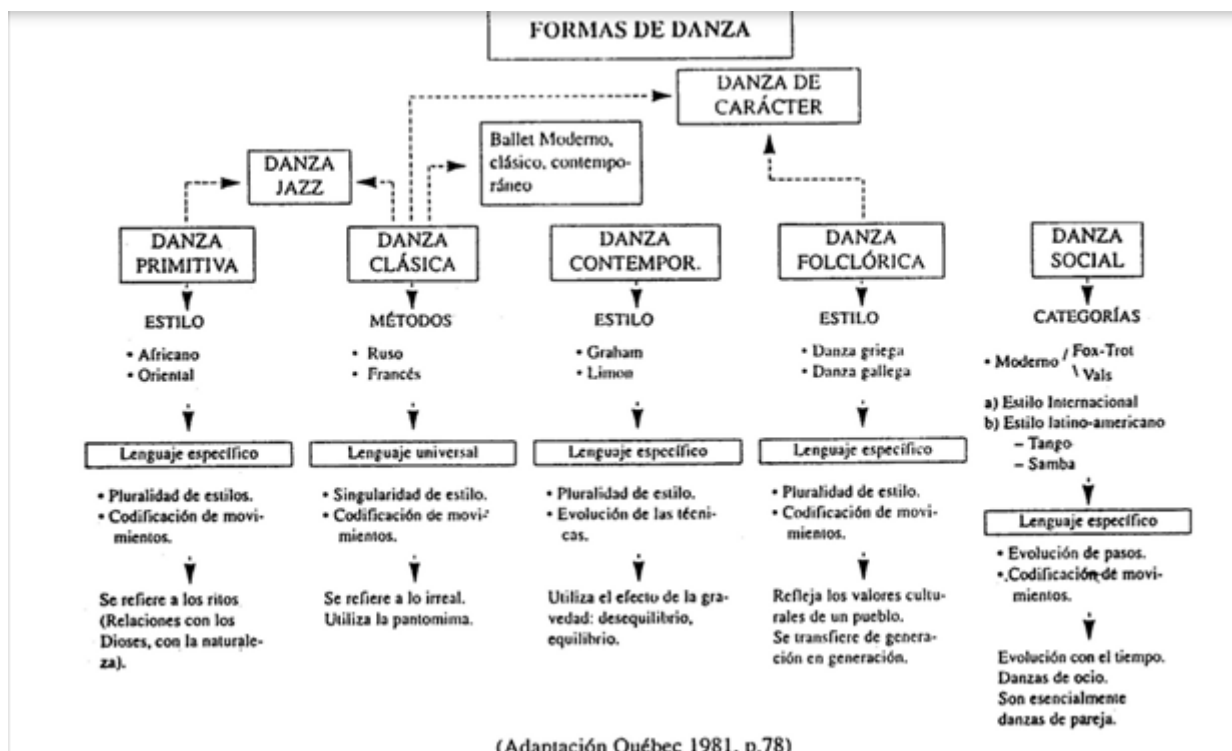 FORMAS DE DANZA
DANZA DE
CARÁCTER
Ballet Moderno,
clásico, contempo-
ráneo
DANZA
JAZZ
DANZA
PRIMITIVA
ESTILO
• Africano
• Oriental
Lenguaje específico
• Pluralidad de estilos.
• Codificación de movi-
mientos.
Se refiere a los ritos
(Relaciones con los
Dioses, con la naturale-
za).
DANZA
CLÁSICA
MÉTODOS
• Ruso
• Francés
Lenguaje universal
• Singularidad de estilo.
• Codificación de movi-
mientos.
Se refiere a lo irreal.
Utiliza la pantomima.
DANZA
CONTEMPOR.
ESTILO
• Graham
• Limon
Lenguaje específico
• Pluralidad de estilo.
• Evolución de las técni-
cas.
Utiliza el efecto de la gra-
vedad: desequilibrio,
equilibrio.
DANZA
FOLCLÓRICA
ESTILO
• Danza griega
• Danza gallega
Lenguaje específico
• Pluralidad de estilo.
• Codificación de movi-
mientos.
Refleja los valores cultu-
rales de un pueblo.
Se transfiere de genera-
ción en generación.
DANZA
SOCIAL
CATEGORÍAS
• Moderno / Fox-Trot
\ Vals
a) Estilo Internacional
b) Estilo latino-americano
– Tango
– Samba
Lenguaje específico
• Evolución de pasos.
• Codificación de movi-
mientos.
Evolución con el tiempo.
Danzas de ocio.
Son esencialmente
danzas de pareja.
(Adaptación Québec 1981, p.78)